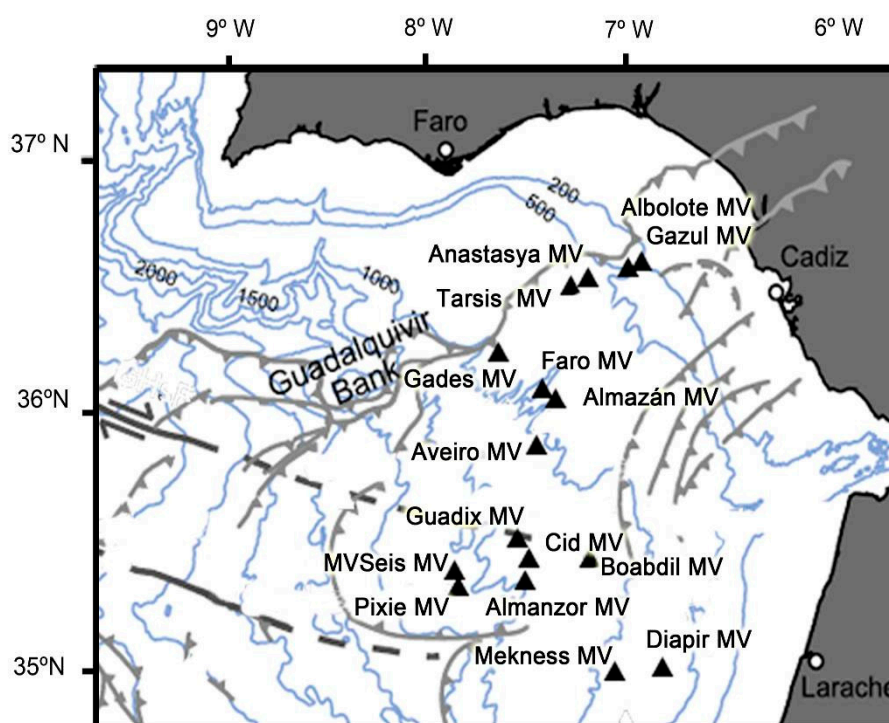 9º W
8º W
7º W
6º W
37º N
Faro
200
500
Albolote MV
Gazul MV
Anastasya MV
Cadiz
2000
1500
1000
Tarsis MV
Guadalquivir
Bank
Gades MV
Faro MV
Almazán MV
36º N
Aveiro MV
Guadix MV
Cid MV
MVSeis MV
Boabdil MV
Pixie MV
Almanzor MV
35º N
Mekness MV
Diapir MV
Larache